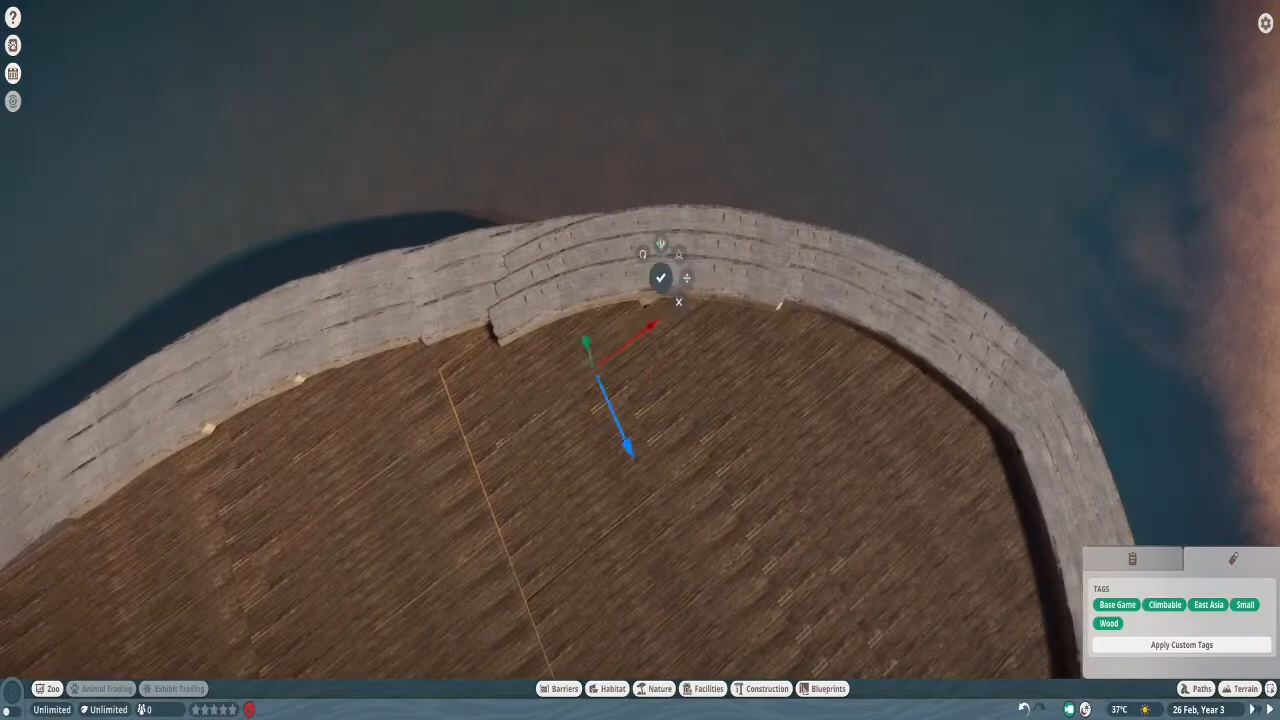 TAGS
Base Game Climbable East Asia Small
Wood
Apply Custom Tags
Zoo Animal Trading Exhibit Trading Barriers Habitat Nature Facilities Construction Blueprints Paths Terrain
Unlimited Unlimited 0 37°C 26 Feb, Year 3